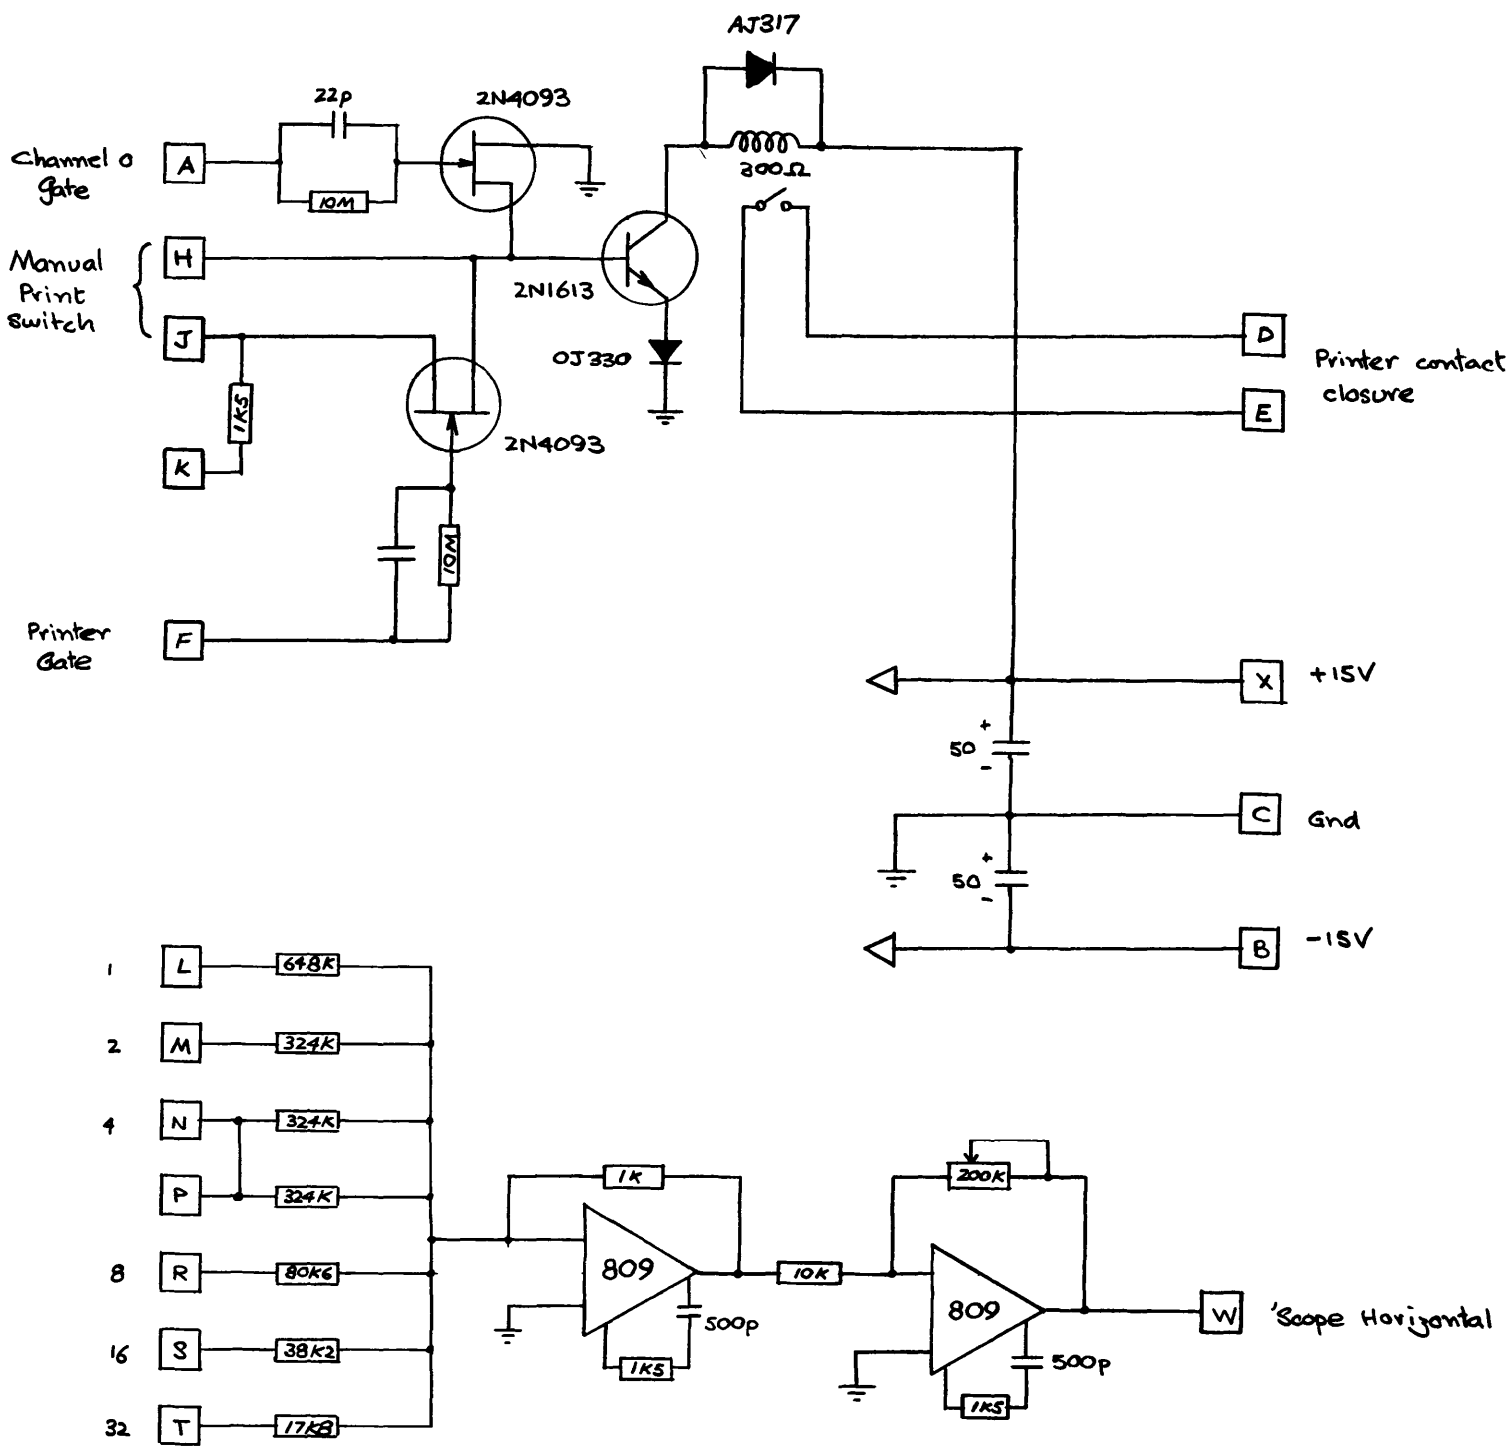 AJ317
22p
2N4093
Channel 0
Gate
A
10M
300Ω
Manual
Print
Switch
H
2N1613
J
OJ330
D
Printer contact
closure
1K5
E
K
2N4093
10M
Printer
Gate
F
X
+15V
+
50
-
C
Gnd
+
50
-
B
-15V
1
L
648K
2
M
324K
4
N
324K
P
324K
1K
200K
8
R
80K6
809
10K
809
500p
W
'Scope Horizontal
16
S
38K2
1K5
500p
1K5
32
T
17K8